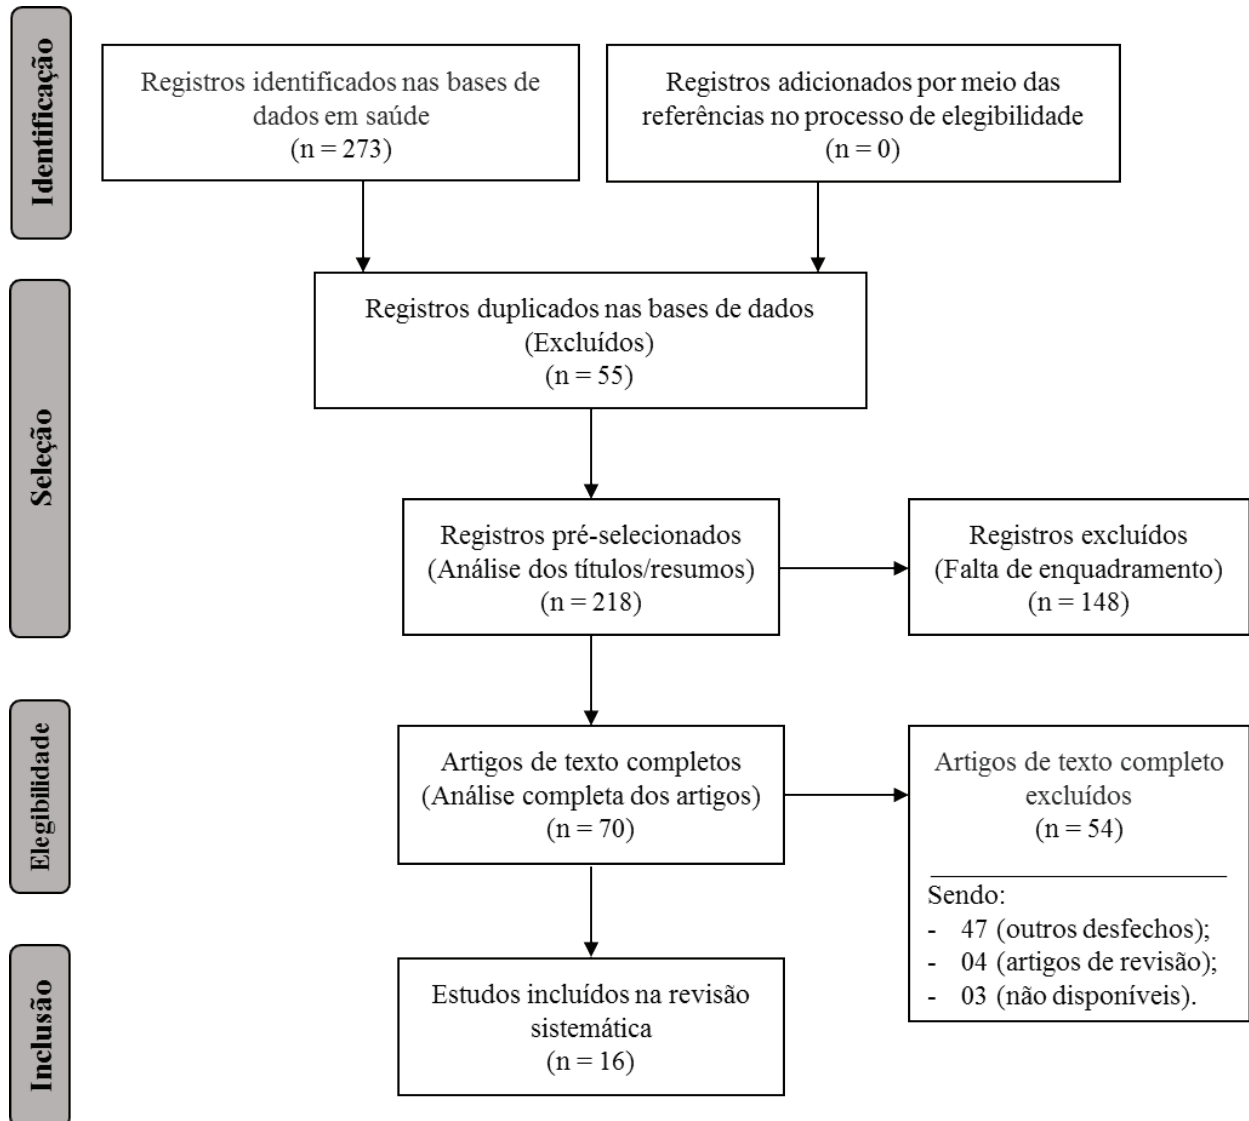 Identificação
Registros identificados nas bases de
dados em saúde
(n = 273)
Registros adicionados por meio das
referências no processo de elegibilidade
(n = 0)
Seleção
Registros duplicados nas bases de dados
(Excluídos)
(n = 55)
Registros pré-selecionados
(Análise dos títulos/resumos)
(n = 218)
Registros excluídos
(Falta de enquadramento)
(n = 148)
Elegibilidade
Artigos de texto completos
(Análise completa dos artigos)
(n = 70)
Artigos de texto completo
excluídos
(n = 54)
Sendo:
- 47 (outros desfechos);
- 04 (artigos de revisão);
- 03 (não disponíveis).
Inclusão
Estudos incluídos na revisão
sistemática
(n = 16)